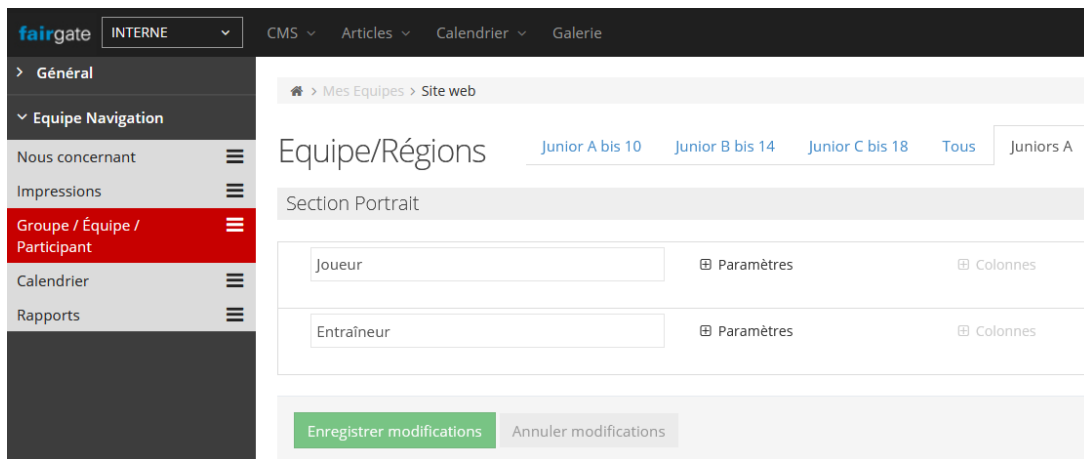 fairgate INTERNE CMS Articles Calendrier Galerie
Général
Mes Equipes > Site web
Equipe Navigation
Nous concernant
Equipe/Régions Junior A bis 10 Junior B bis 14 Junior C bis 18 Tous Juniors A
Impressions
Section Portrait
Groupe / Équipe /
Participant
Calendrier
Rapports
Joueur Paramètres Colonnes
Entraîneur Paramètres Colonnes
Enregistrer modifications Annuler modifications